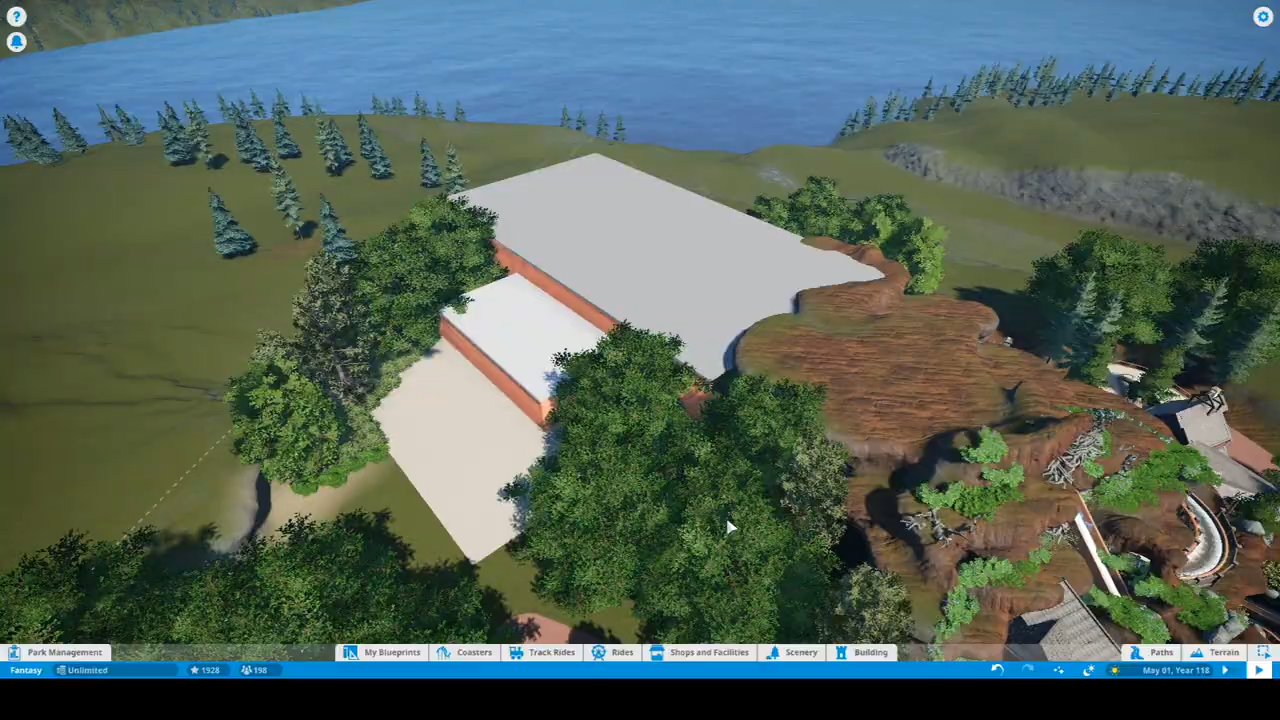 ?
Park Management
My Blueprints
Coasters
Track Rides
Rides
Shops and Facilities
Scenery
Building
Paths
Terrain
Fantasy
Unlimited
1928
198
May 01, Year 118